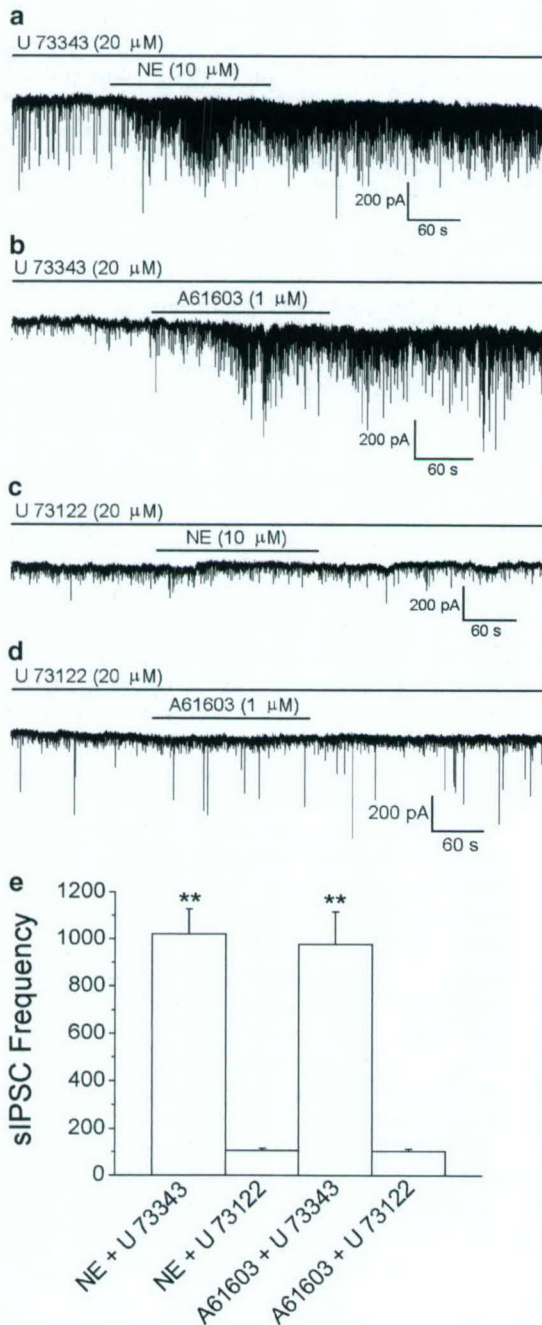 a
U 73343 (20 μM)
NE (10 μM)
200 pA
60 s
b
U 73343 (20 μM)
A61603 (1 μM)
200 pA
60 s
c
U 73122 (20 μM)
NE (10 μM)
200 pA
60 s
d
U 73122 (20 μM)
A61603 (1 μM)
200 pA
60 s
e
1200
1000
800
600
400
200
0
sIPSC Frequency
**
**
NE + U 73343
NE + U 73122
A61603 + U 73343
A61603 + U 73122